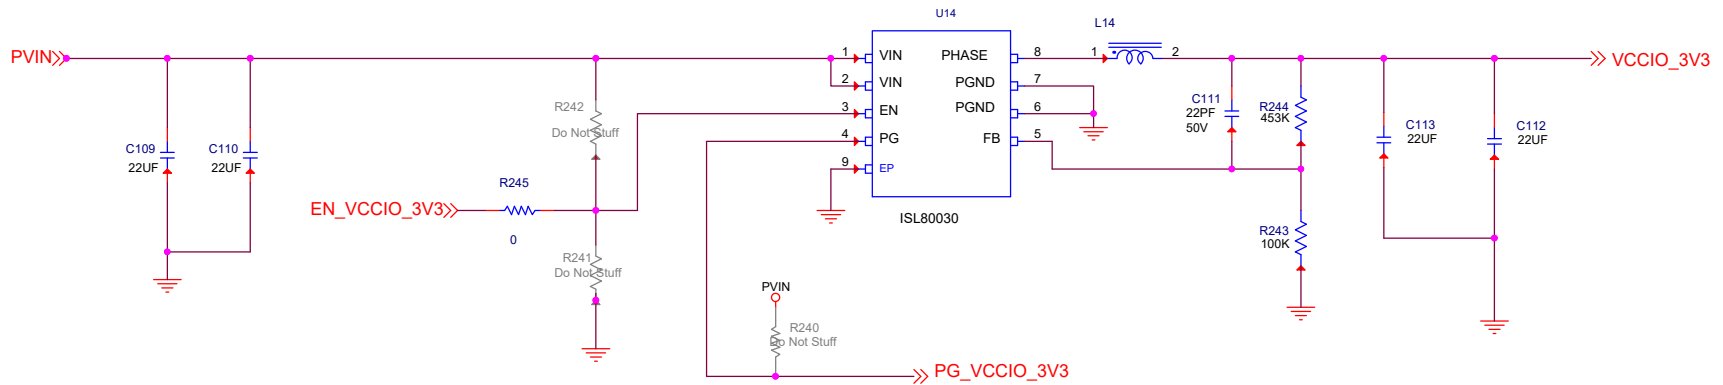 U14
L14
PVIN
1
VIN
PHASE
8
1
2
VCCIO_3V3
2
VIN
PGND
7
3
EN
PGND
6
4
PG
FB
5
9
EP
ISL80030
R242
Do Not Stuff
C109
22UF
C110
22UF
C111
22PF
50V
R244
453K
C113
22UF
C112
22UF
R245
0
EN_VCCIO_3V3
R241
Do Not Stuff
R243
100K
PVIN
R240
Do Not Stuff
PG_VCCIO_3V3